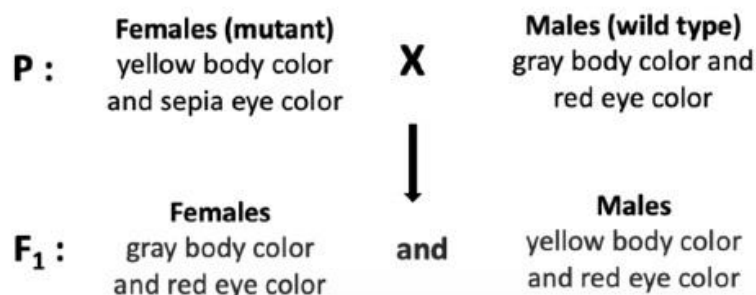 Females (mutant)
Males (wild type)
P : yellow body color X gray body color and
and sepia eye color
red eye color
Females
Males
F₁ : gray body color and yellow body color
and red eye color
and red eye color